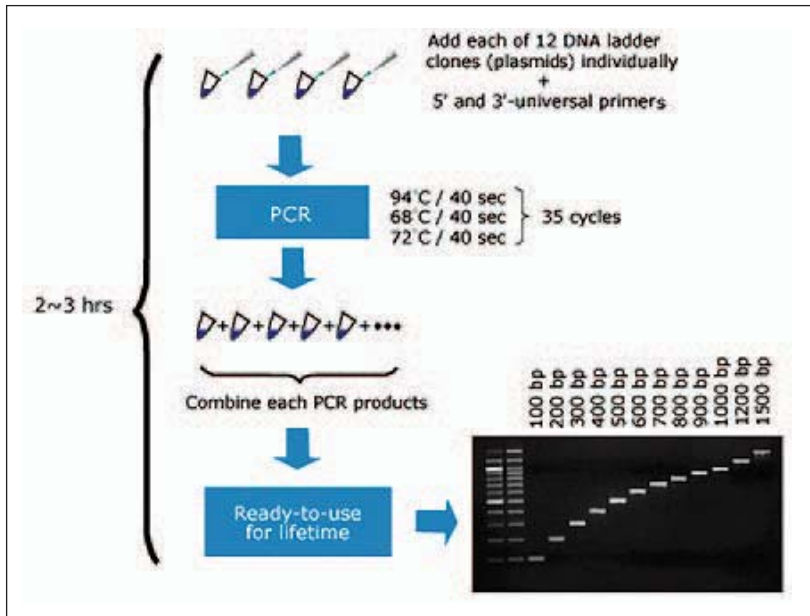 Add each of 12 DNA ladder
clones (plasmids) individually
+
5' and 3'-universal primers
PCR
94°C / 40 sec
68°C / 40 sec
72°C / 40 sec
35 cycles
2~3 hrs
+ + + + + •••
Combine each PCR products
Ready-to-use
for lifetime
100 bp
200 bp
300 bp
400 bp
500 bp
600 bp
700 bp
800 bp
900 bp
1000 bp
1200 bp
1500 bp